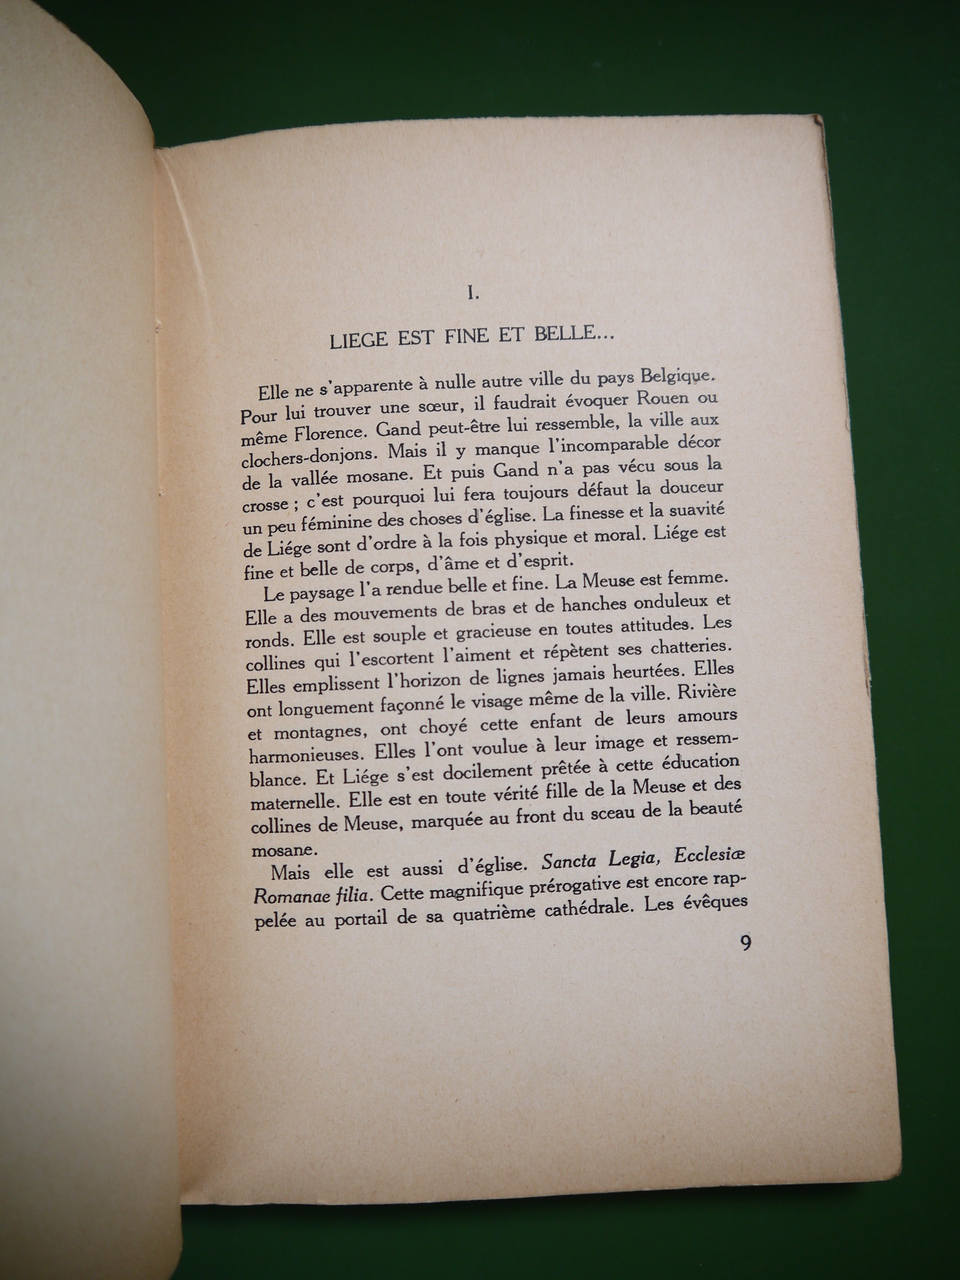 I.
LIEGE EST FINE ET BELLE...
Elle ne s'apparente à nulle autre ville du pays Belgique.
Pour lui trouver une sœur, il faudrait évoquer Rouen ou
même Florence. Gand peut-être lui ressemble, la ville aux
clochers-donjons. Mais il y manque l'incomparable décor
de la vallée mosane. Et puis Gand n'a pas vécu sous la
crosse ; c'est pourquoi lui fera toujours défaut la douceur
un peu féminine des choses d'église. La finesse et la suavité
de Liége sont d'ordre à la fois physique et moral. Liége est
fine et belle de corps, d'âme et d'esprit.
Le paysage l'a rendue belle et fine. La Meuse est femme.
Elle a des mouvements de bras et de hanches onduleux et
ronds. Elle est souple et gracieuse en toutes attitudes. Les
collines qui l'escortent l'aiment et répètent ses chatteries.
Elles emplissent l'horizon de lignes jamais heurtées. Elles
ont longuement façonné le visage même de la ville. Rivière
et montagnes, ont choyé cette enfant de leurs amours
harmonieuses. Elles l'ont voulue à leur image et ressem-
blance. Et Liége s'est docilement prêtée à cette éducation
maternelle. Elle est en toute vérité fille de la Meuse et des
collines de Meuse, marquée au front du sceau de la beauté
mosane.
Mais elle est aussi d'église. Sancta Legia, Ecclesiæ
Romanae filia. Cette magnifique prérogative est encore rap-
pelée au portail de sa quatrième cathédrale. Les évêques
9